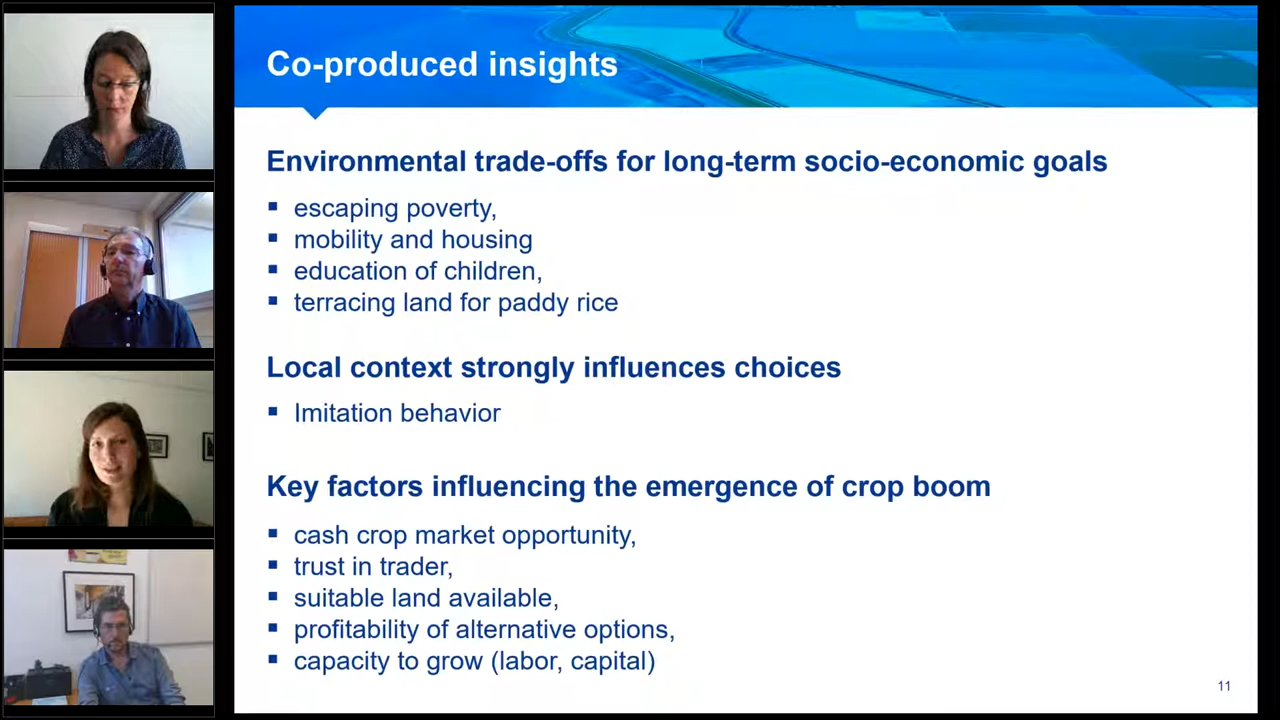 Co-produced insights
Environmental trade-offs for long-term socio-economic goals
▪ escaping poverty,
▪ mobility and housing
▪ education of children,
▪ terracing land for paddy rice
Local context strongly influences choices
▪ Imitation behavior
Key factors influencing the emergence of crop boom
▪ cash crop market opportunity,
▪ trust in trader,
▪ suitable land available,
▪ profitability of alternative options,
▪ capacity to grow (labor, capital)
11